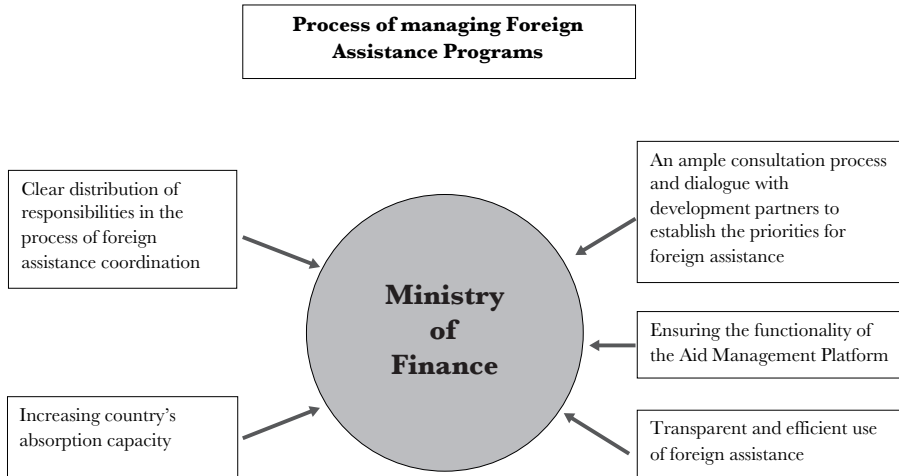 Process of managing Foreign
Assistance Programs
Clear distribution of
responsibilities in the
process of foreign
assistance coordination
Increasing country's
absorption capacity
Ministry
of
Finance
An ample consultation process
and dialogue with
development partners to
establish the priorities for
foreign assistance
Ensuring the functionality of
the Aid Management Platform
Transparent and efficient use
of foreign assistance